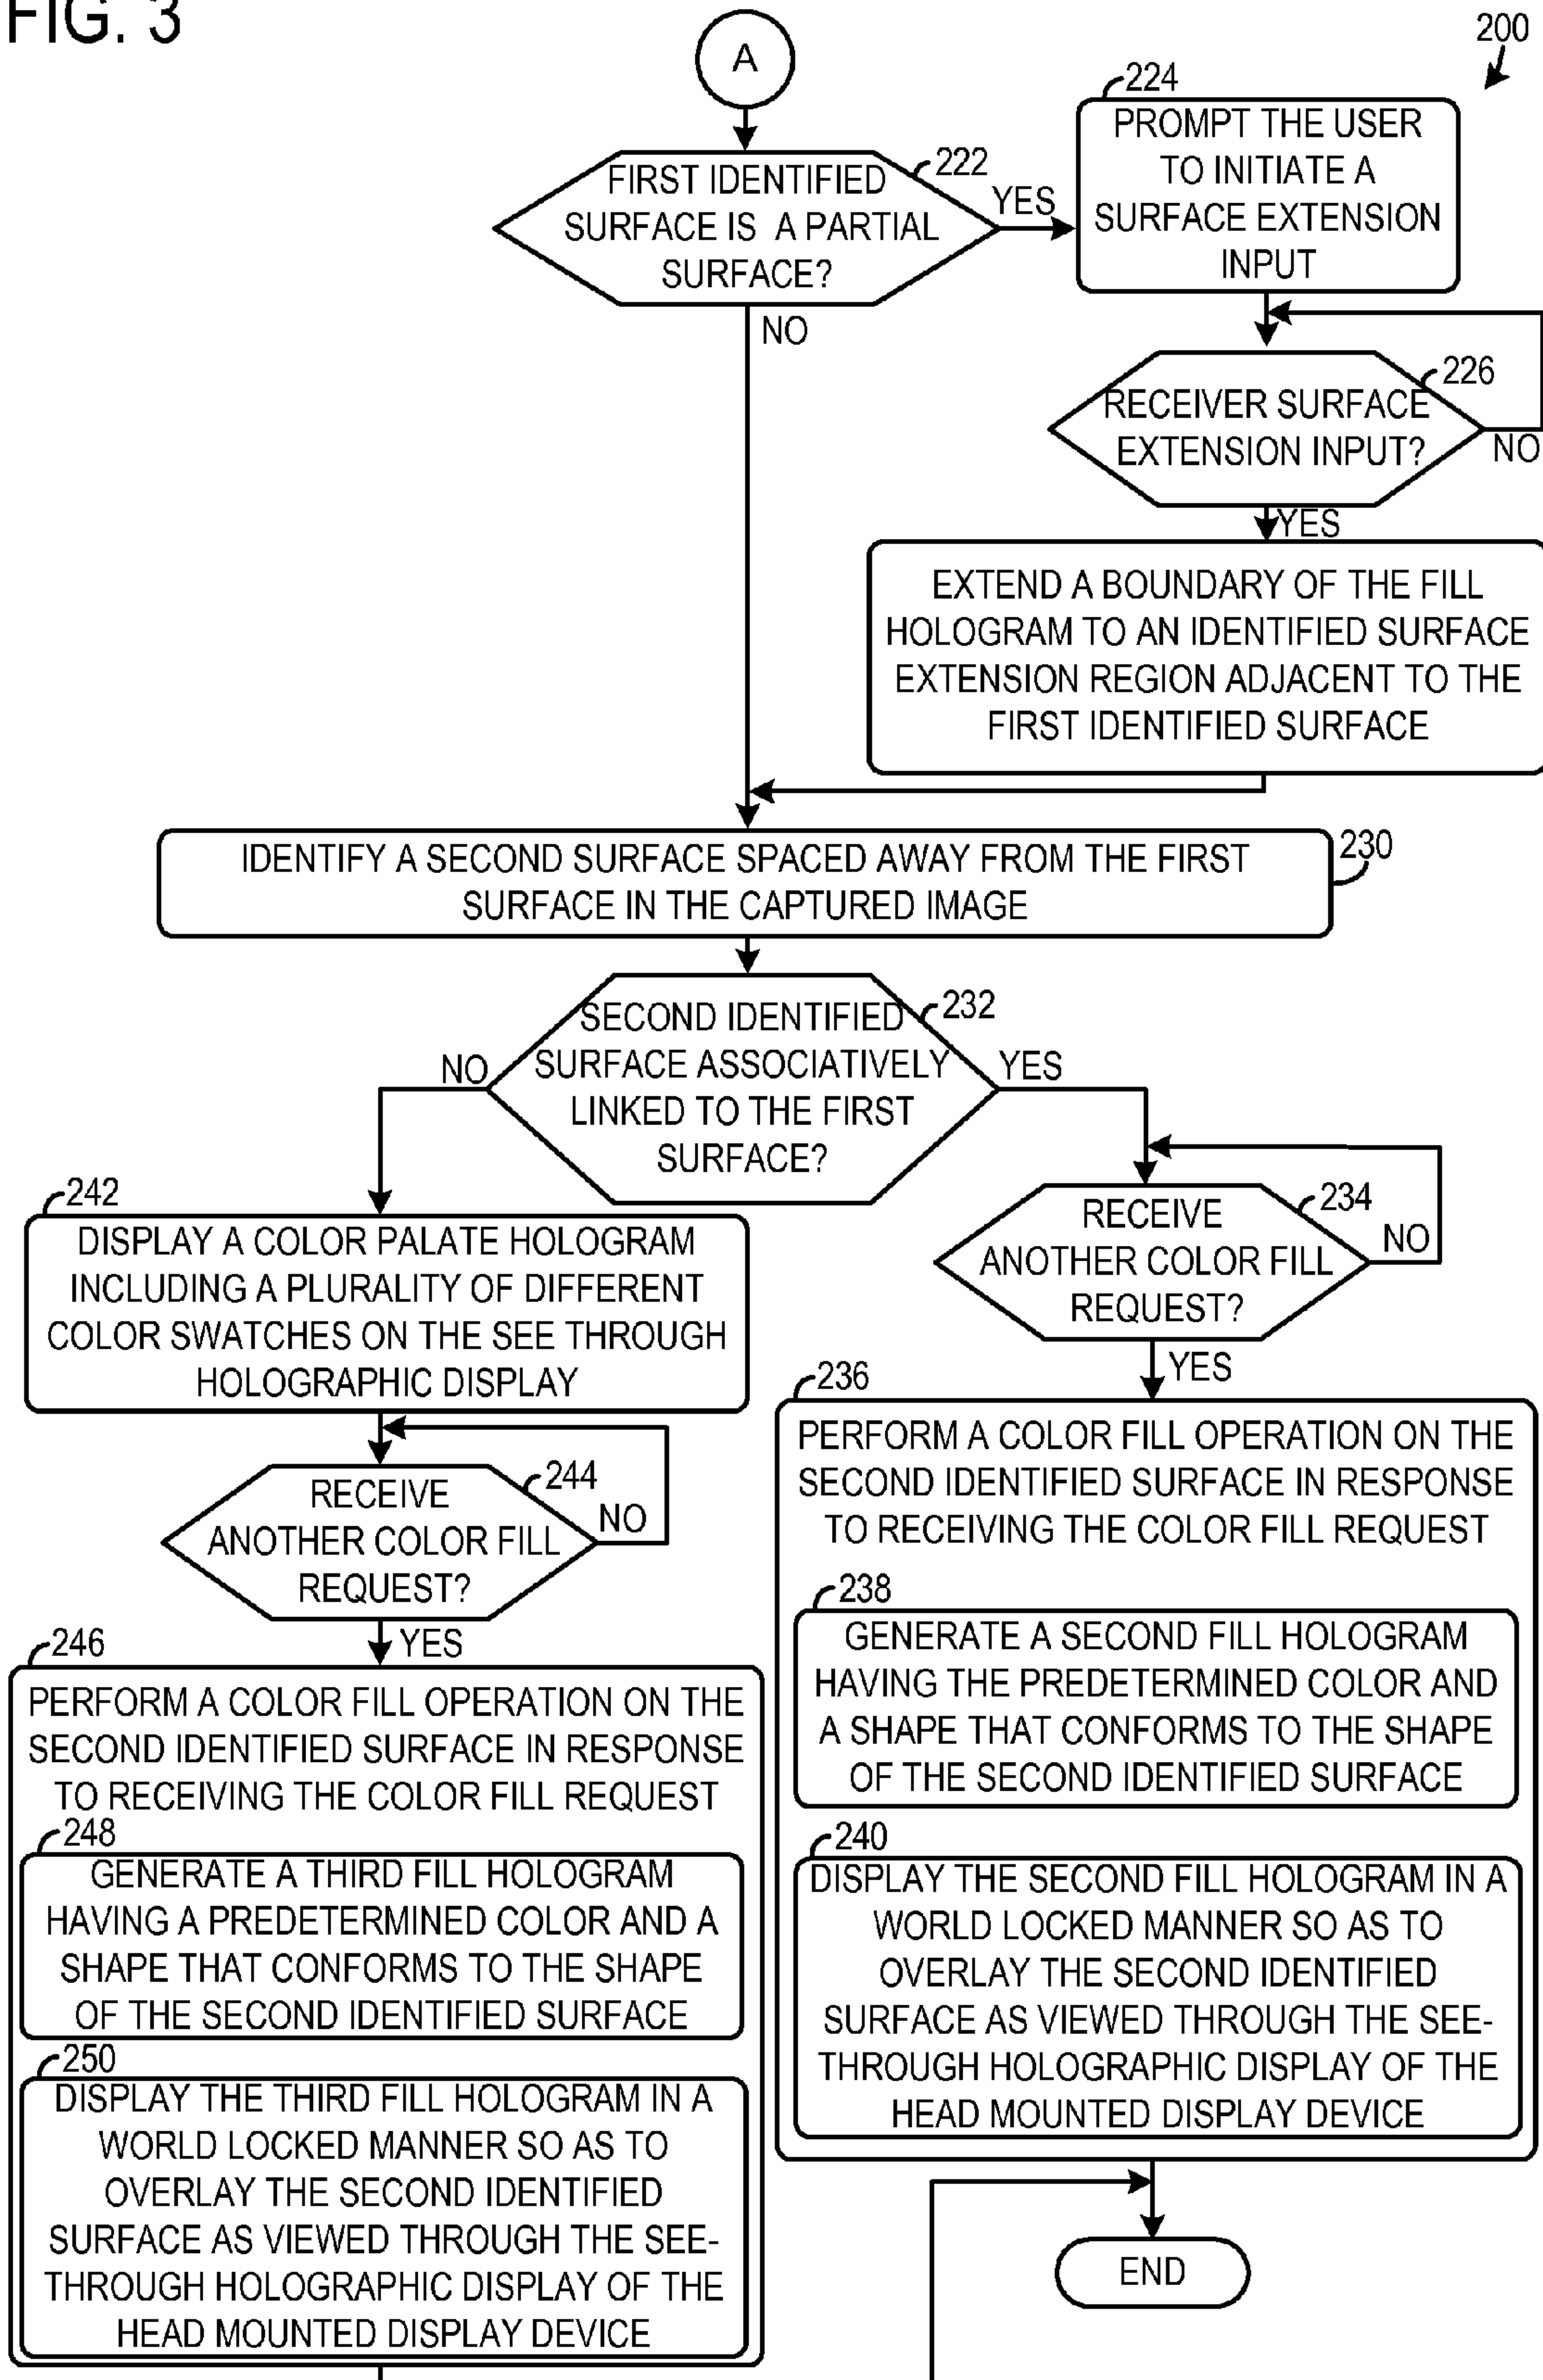 FIG. 3
200
A
222
FIRST IDENTIFIED
SURFACE IS A PARTIAL
SURFACE?
YES
NO
224
PROMPT THE USER
TO INITIATE A
SURFACE EXTENSION
INPUT
226
RECEIVER SURFACE
EXTENSION INPUT?
NO
YES
EXTEND A BOUNDARY OF THE FILL
HOLOGRAM TO AN IDENTIFIED SURFACE
EXTENSION REGION ADJACENT TO THE
FIRST IDENTIFIED SURFACE
230
IDENTIFY A SECOND SURFACE SPACED AWAY FROM THE FIRST
SURFACE IN THE CAPTURED IMAGE
232
SECOND IDENTIFIED
SURFACE ASSOCIATIVELY
LINKED TO THE FIRST
SURFACE?
NO
YES
242
DISPLAY A COLOR PALATE HOLOGRAM
INCLUDING A PLURALITY OF DIFFERENT
COLOR SWATCHES ON THE SEE THROUGH
HOLOGRAPHIC DISPLAY
244
RECEIVE
ANOTHER COLOR FILL
REQUEST?
NO
YES
246
PERFORM A COLOR FILL OPERATION ON THE
SECOND IDENTIFIED SURFACE IN RESPONSE
TO RECEIVING THE COLOR FILL REQUEST
248
GENERATE A THIRD FILL HOLOGRAM
HAVING A PREDETERMINED COLOR AND A
SHAPE THAT CONFORMS TO THE SHAPE
OF THE SECOND IDENTIFIED SURFACE
250
DISPLAY THE THIRD FILL HOLOGRAM IN A
WORLD LOCKED MANNER SO AS TO
OVERLAY THE SECOND IDENTIFIED
SURFACE AS VIEWED THROUGH THE SEE-
THROUGH HOLOGRAPHIC DISPLAY OF THE
HEAD MOUNTED DISPLAY DEVICE
234
RECEIVE
ANOTHER COLOR FILL
REQUEST?
NO
YES
236
PERFORM A COLOR FILL OPERATION ON THE
SECOND IDENTIFIED SURFACE IN RESPONSE
TO RECEIVING THE COLOR FILL REQUEST
238
GENERATE A SECOND FILL HOLOGRAM
HAVING THE PREDETERMINED COLOR AND
A SHAPE THAT CONFORMS TO THE SHAPE
OF THE SECOND IDENTIFIED SURFACE
240
DISPLAY THE SECOND FILL HOLOGRAM IN A
WORLD LOCKED MANNER SO AS TO
OVERLAY THE SECOND IDENTIFIED
SURFACE AS VIEWED THROUGH THE SEE-
THROUGH HOLOGRAPHIC DISPLAY OF THE
HEAD MOUNTED DISPLAY DEVICE
END